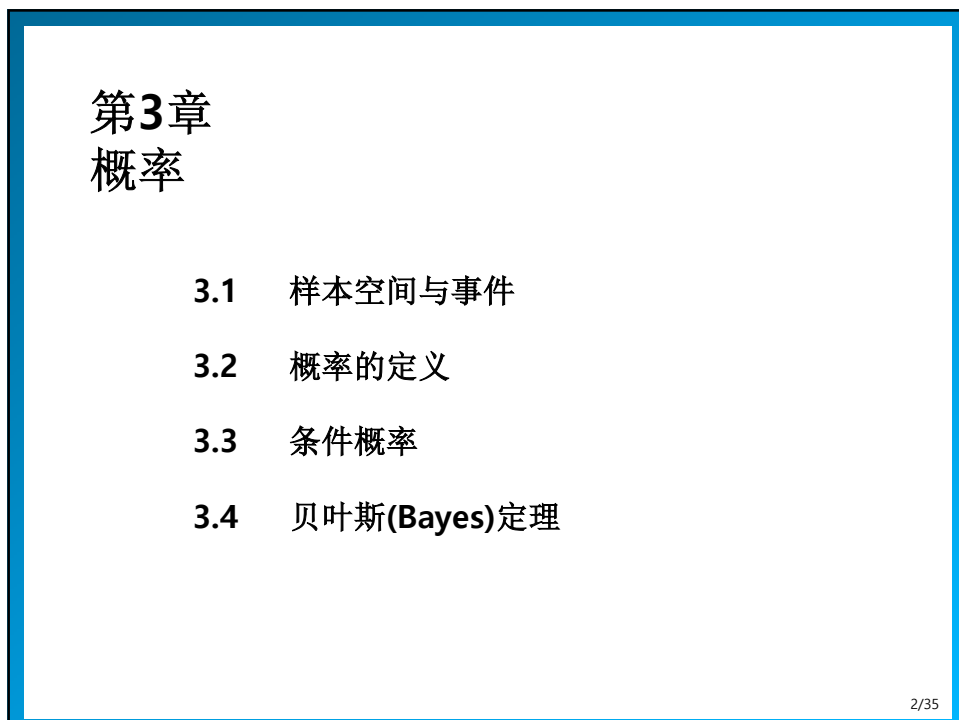 第3章
概率
3.1 样本空间与事件
3.2 概率的定义
3.3 条件概率
3.4 贝叶斯(Bayes)定理
2/35